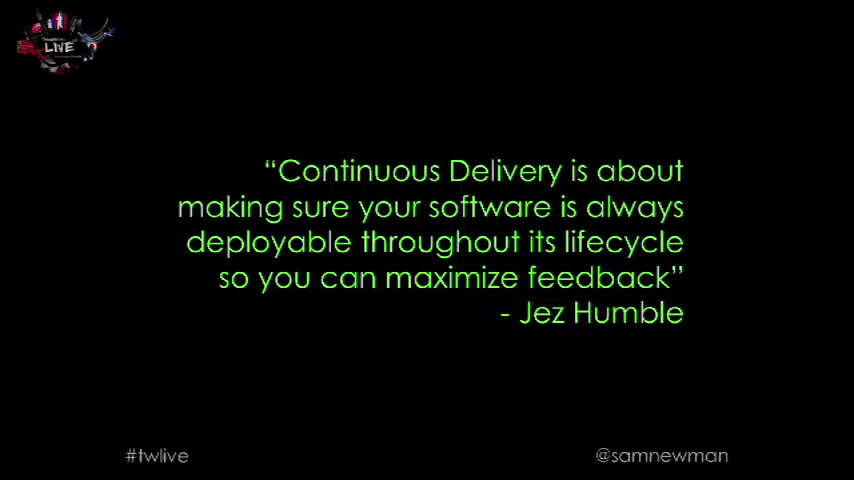 LIVE
“Continuous Delivery is about
making sure your software is always
deployable throughout its lifecycle
so you can maximize feedback”
- Jez Humble
#twlive
@samnewman